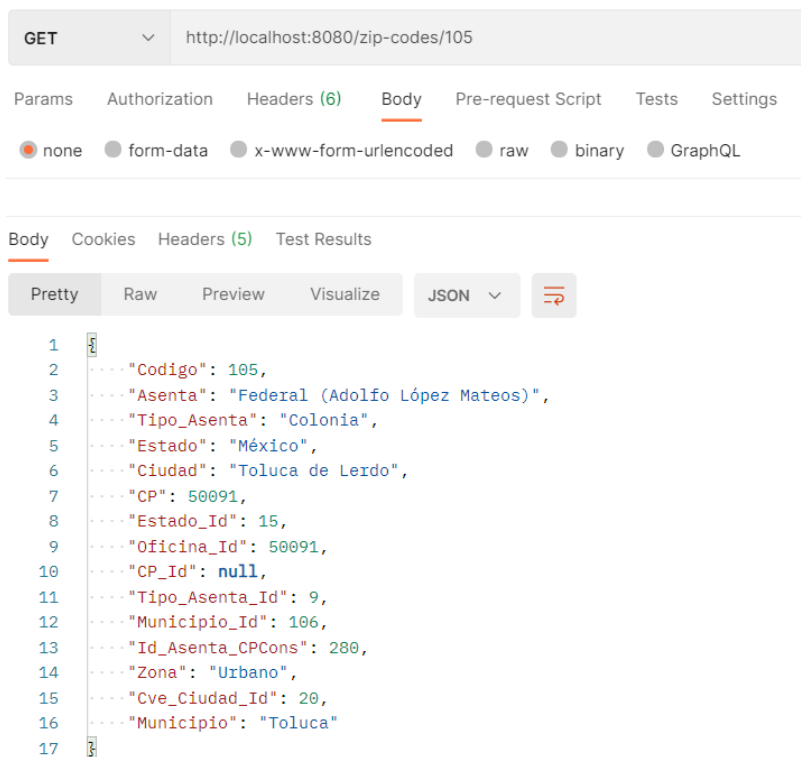 GET http://localhost:8080/zip-codes/105
Params Authorization Headers (6) Body Pre-request Script Tests Settings
none form-data x-www-form-urlencoded raw binary GraphQL
Body Cookies Headers (5) Test Results
Pretty Raw Preview Visualize JSON
1 {
2 "Codigo": 105,
3 "Asenta": "Federal (Adolfo López Mateos)",
4 "Tipo_Asenta": "Colonia",
5 "Estado": "México",
6 "Ciudad": "Toluca de Lerdo",
7 "CP": 50091,
8 "Estado_Id": 15,
9 "Oficina_Id": 50091,
10 "CP_Id": null,
11 "Tipo_Asenta_Id": 9,
12 "Municipio_Id": 106,
13 "Id_Asenta_CPCons": 280,
14 "Zona": "Urbano",
15 "Cve_Ciudad_Id": 20,
16 "Municipio": "Toluca"
17 }